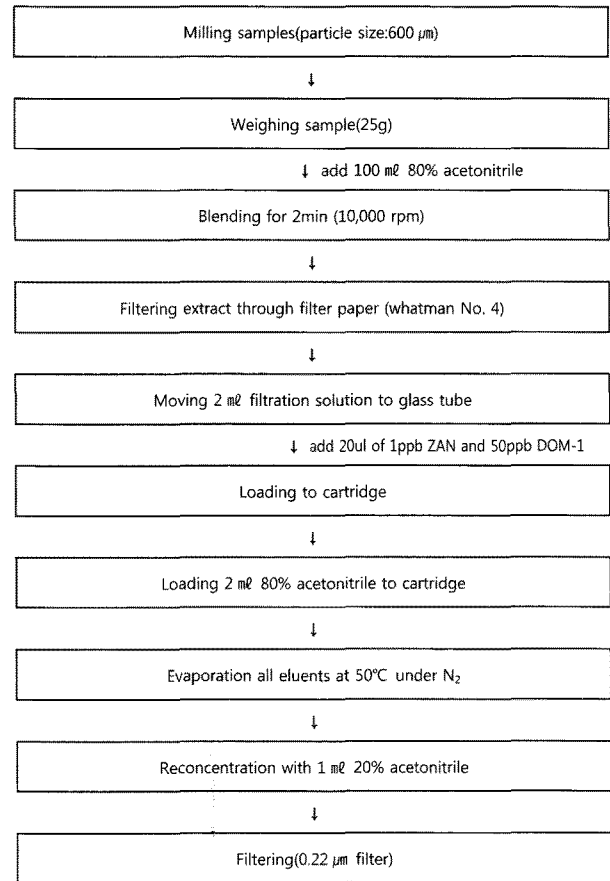 Milling samples(particle size:600 ㎛)
↓
Weighing sample(25g)
↓ add 100 ㎖ 80% acetonitrile
Blending for 2min (10,000 rpm)
↓
Filtering extract through filter paper (whatman No. 4)
↓
Moving 2 ㎖ filtration solution to glass tube
↓ add 20ul of 1ppb ZAN and 50ppb DOM-1
Loading to cartridge
↓
Loading 2 ㎖ 80% acetonitrile to cartridge
↓
Evaporation all eluents at 50℃ under N₂
↓
Reconcentration with 1 ㎖ 20% acetonitrile
↓
Filtering(0.22 ㎛ filter)